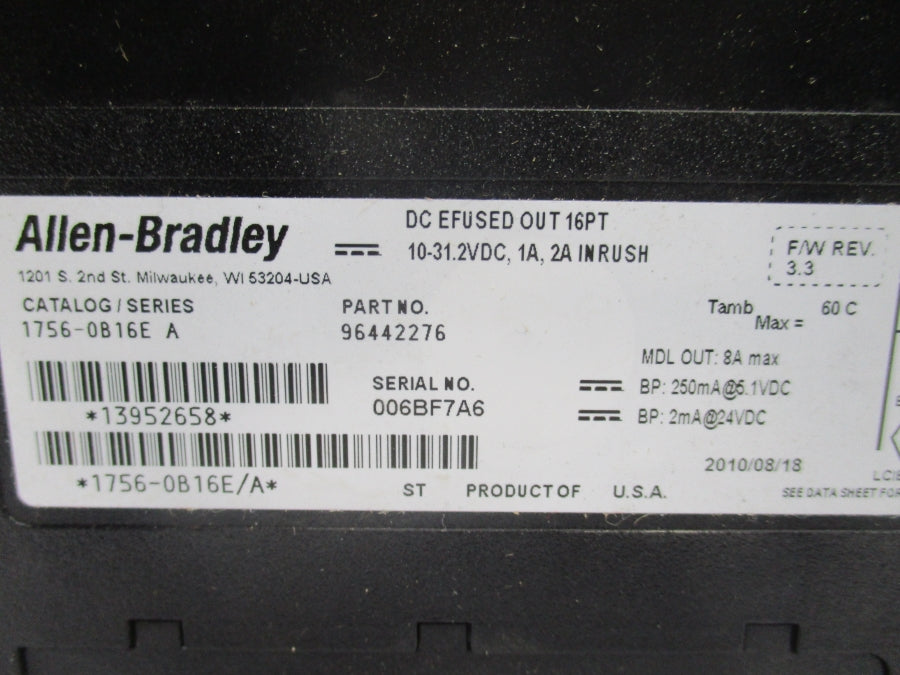 Allen-Bradley
1201 S. 2nd St. Milwaukee, WI 53204-USA
DC EFUSED OUT 16PT
10-31.2VDC, 1A, 2A INRUSH
F/W REV.
3.3
CATALOG/SERIES
1756-OB16E A
PART NO.
96442276
Tamb Max = 60 C
MDL OUT: 8A max
SERIAL NO.
006BF7A6
BP: 250mA@5.1VDC
BP: 2mA@24VDC
*13952658*
*1756-OB16E/A*
2010/08/18
ST PRODUCT OF U.S.A.
SEE DATA SHEET FOR